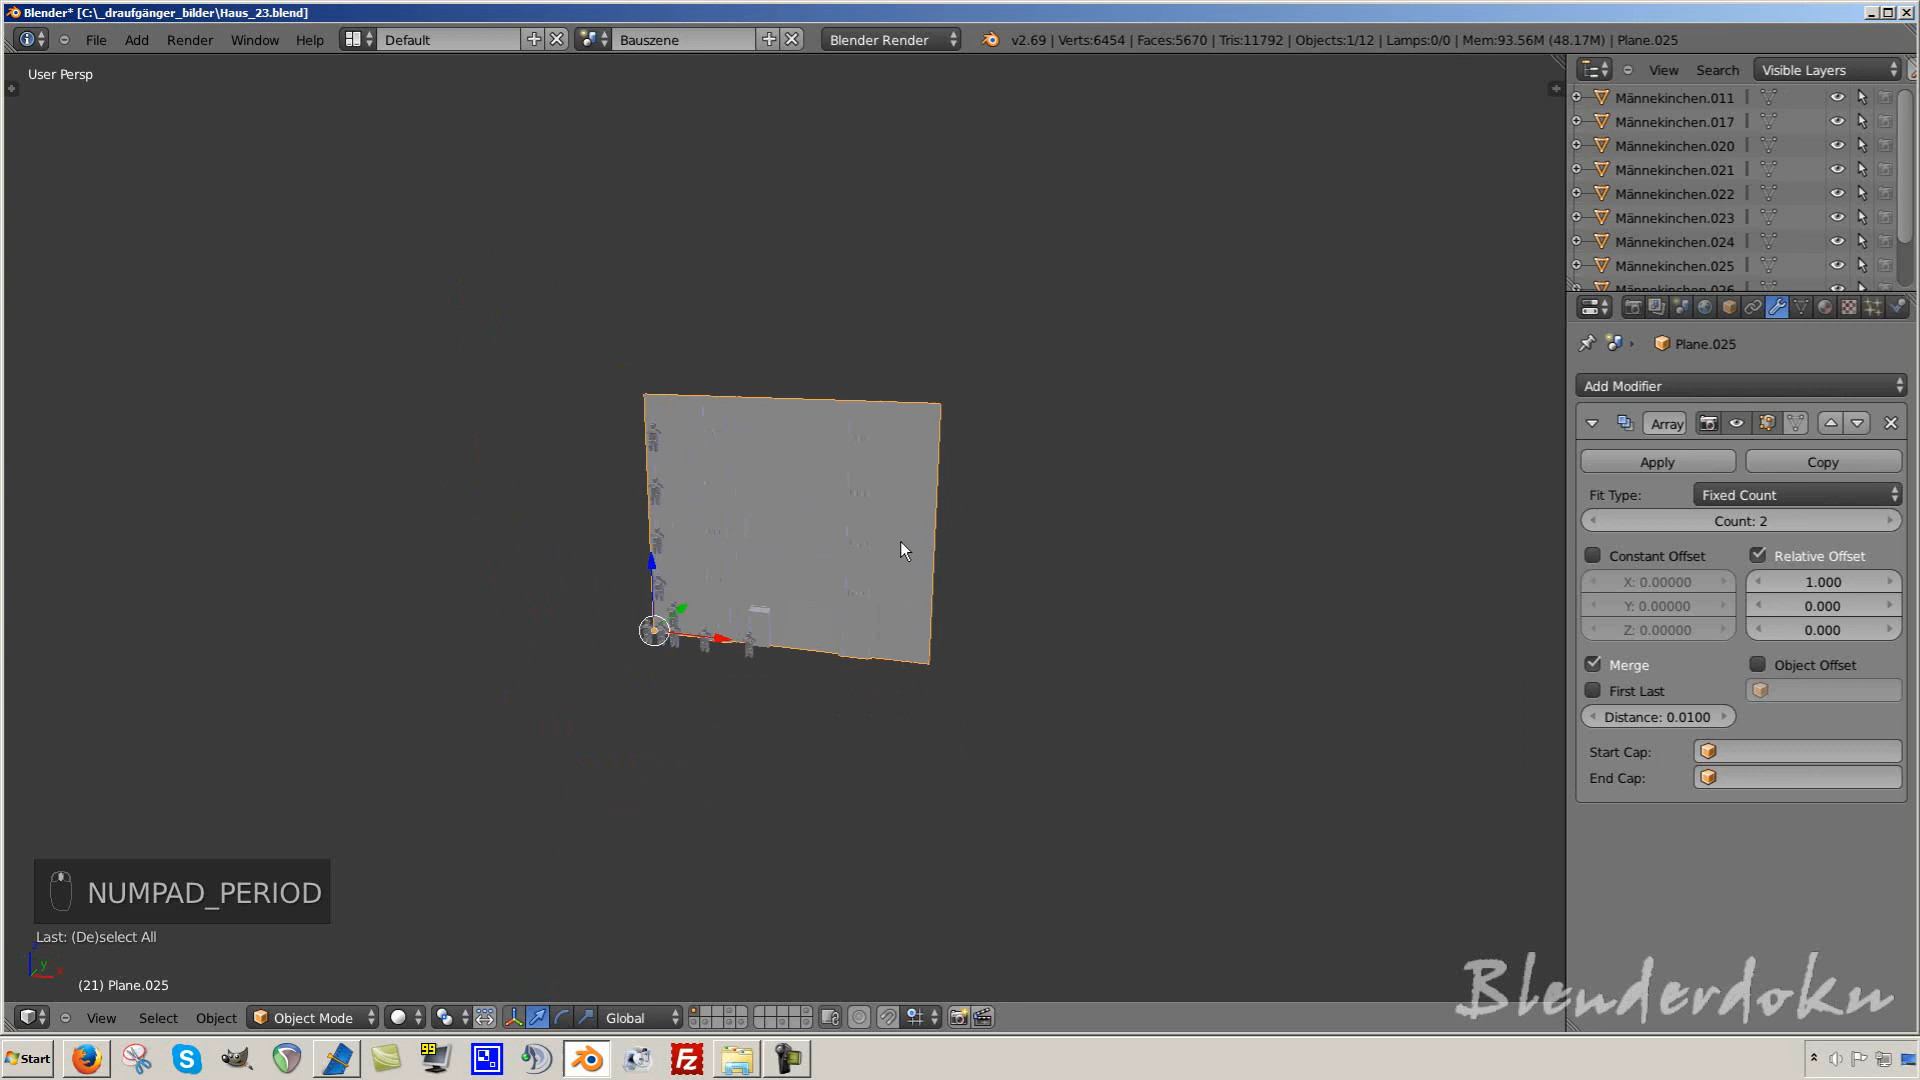 Blender* [C:\_draufgänger_bilder\Haus_23.blend]
File Add Render Window Help Default Bauszene Blender Render v2.69 | Verts:6454 | Faces:5670 | Tris:11792 | Objects:1/12 | Lamps:0/0 | Mem:93.56M (48.17M) | Plane.025
User Persp
View Search Visible Layers
Männekinchen.011
Männekinchen.017
Männekinchen.020
Männekinchen.021
Männekinchen.022
Männekinchen.023
Männekinchen.024
Männekinchen.025
Männekinchen.026
Plane.025
Add Modifier
Array
Apply Copy
Fit Type: Fixed Count
Count: 2
Constant Offset Relative Offset
X: 0.00000 1.000
Y: 0.00000 0.000
Z: 0.00000 0.000
Merge Object Offset
First Last
Distance: 0.0100
Start Cap:
End Cap:
NUMPAD_PERIOD
Last: (De)select All
z y x
(21) Plane.025
Blenderdoku
View Select Object Object Mode Global
Start 99 Fz